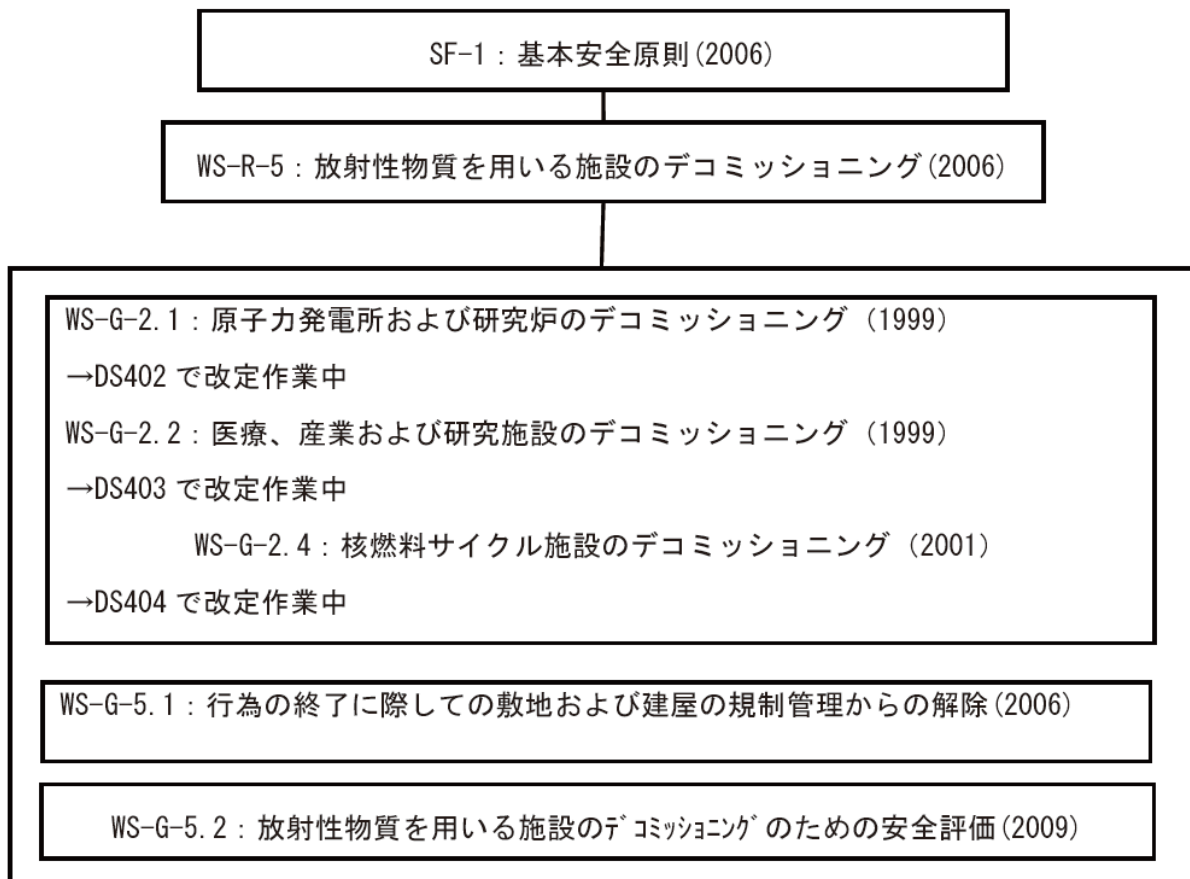 SF-1：基本安全原則(2006)
WS-R-5：放射性物質を用いる施設のデコミッショニング(2006)
WS-G-2.1：原子力発電所および研究炉のデコミッショニング (1999)
→DS402 で改定作業中
WS-G-2.2：医療、産業および研究施設のデコミッショニング (1999)
→DS403 で改定作業中
WS-G-2.4：核燃料サイクル施設のデコミッショニング (2001)
→DS404 で改定作業中
WS-G-5.1：行為の終了に際しての敷地および建屋の規制管理からの解除(2006)
WS-G-5.2：放射性物質を用いる施設のﾃﾞｺﾐｯｼｮﾆﾝｸﾞのための安全評価(2009)